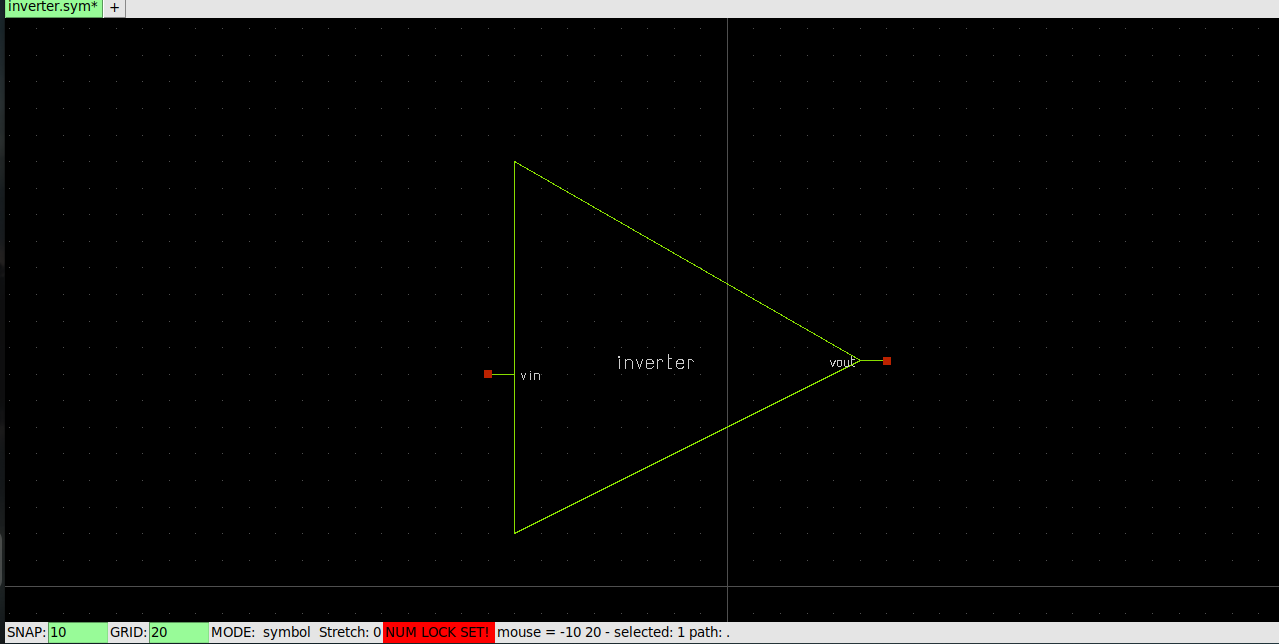 inverter.sym* +
inverter
vout
vin
SNAP: 10 GRID: 20 MODE: symbol Stretch: 0 NUM LOCK SET! mouse = -10 20 - selected: 1 path: .